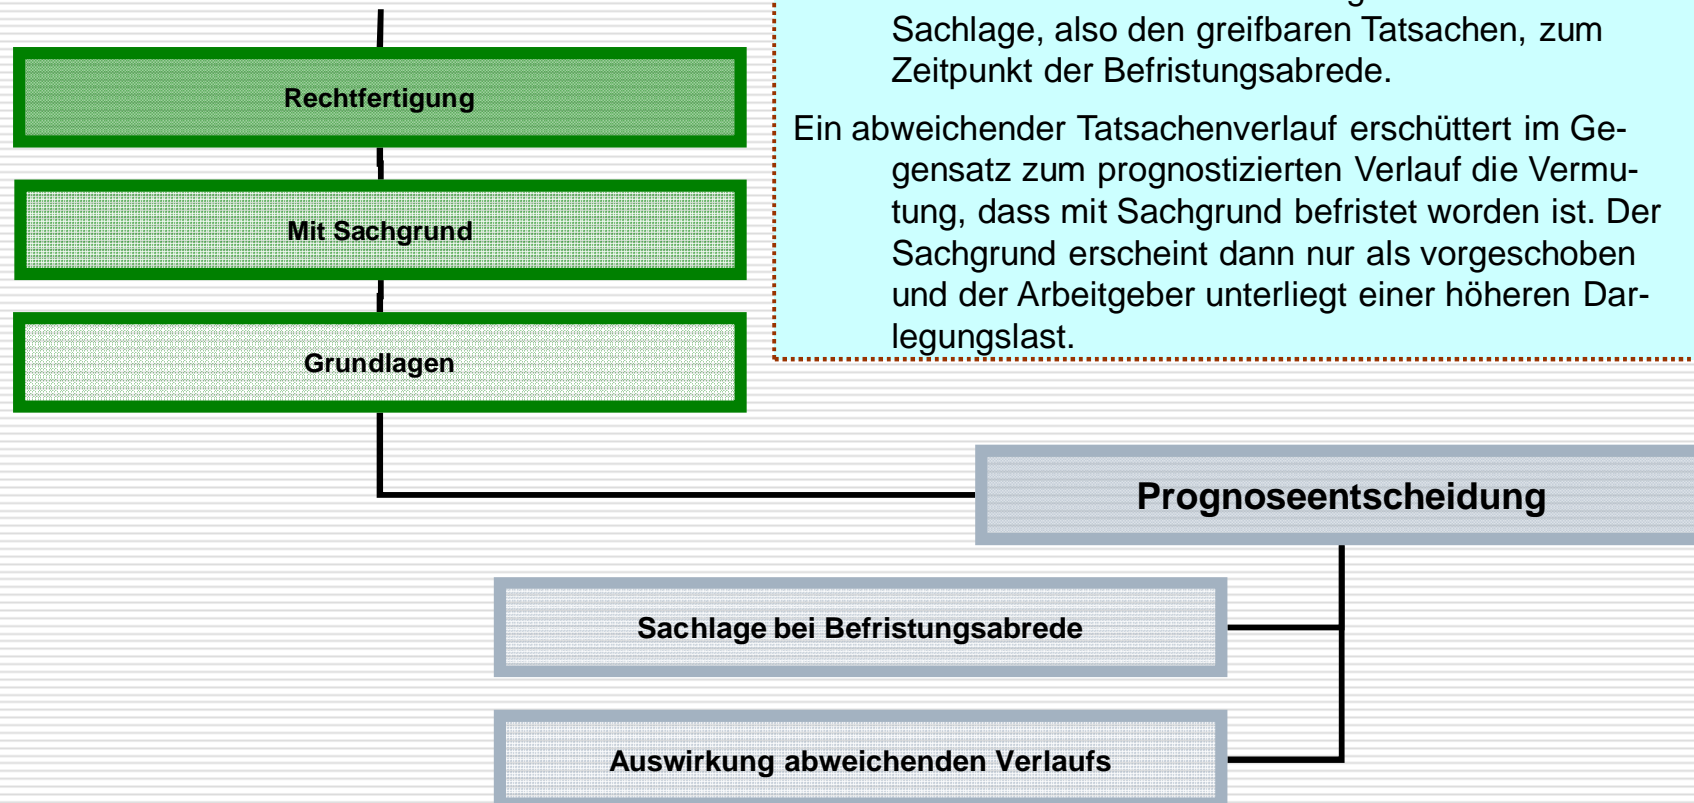 Sachlage, also den greifbaren Tatsachen, zum
Zeitpunkt der Befristungsabrede.
Ein abweichender Tatsachenverlauf erschüttert im Ge-
gensatz zum prognostizierten Verlauf die Vermu-
tung, dass mit Sachgrund befristet worden ist. Der
Sachgrund erscheint dann nur als vorgeschoben
und der Arbeitgeber unterliegt einer höheren Dar-
legungslast.
Rechtfertigung
Mit Sachgrund
Grundlagen
Prognoseentscheidung
Sachlage bei Befristungsabrede
Auswirkung abweichenden Verlaufs